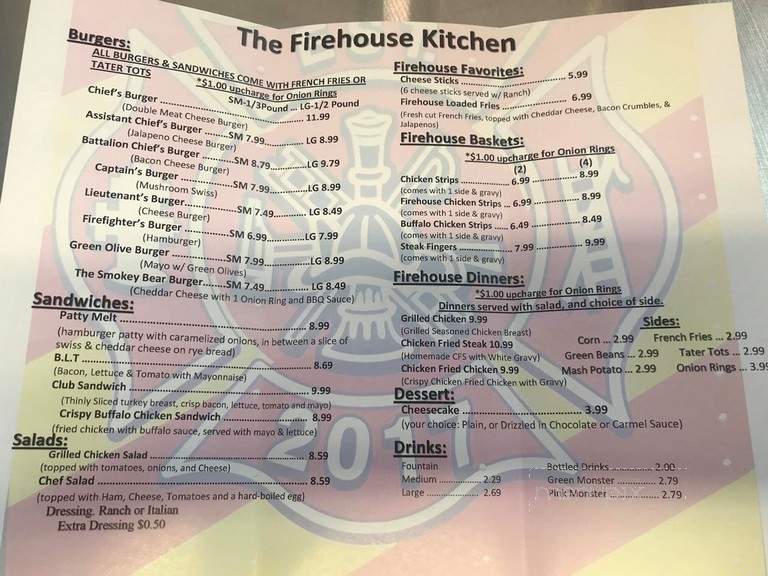 The Firehouse Kitchen
Burgers:
ALL BURGERS & SANDWICHES COME WITH FRENCH FRIES OR
TATER TOTS
*$1.00 upcharge for Onion Rings
SM-1/3Pound ... LG-1/2 Pound
Chief's Burger ........ 11.99
(Double Meat Cheese Burger)
Assistant Chief's Burger ........SM 7.99........ LG 8.99
(Jalapeno Cheese Burger)
Battalion Chief's Burger ........SM 8.79........LG 9.79
(Bacon Cheese Burger)
Captain's Burger ........SM 7.99........LG 8.99
(Mushroom Swiss)
Lieutenant's Burger........SM 7.49........ LG 8.49
(Cheese Burger)
Firefighter's Burger ........SM 6.99........LG 7.99
(Hamburger)
Green Olive Burger ........SM 7.99........LG 8.99
(Mayo w/ Green Olives)
The Smokey Bear Burger........SM 7.49........LG 8.49
(Cheddar Cheese with 1 Onion Ring and BBQ Sauce)
Sandwiches:
Patty Melt ........ 8.99
(hamburger patty with caramelized onions, in between a slice of
swiss & cheddar cheese on rye bread)
B.L.T ........ 8.69
(Bacon, Lettuce & Tomato with Mayonnaise)
Club Sandwich ........ 9.99
(Thinly Sliced turkey breast, crisp bacon, lettuce, tomato and mayo)
Crispy Buffalo Chicken Sandwich ........ 8.99
(fried chicken with buffalo sauce, served with mayo & lettuce)
Salads:
Grilled Chicken Salad ........ 8.59
(topped with tomatoes, onions, and Cheese)
Chef Salad ........ 8.59
(topped with Ham, Cheese, Tomatoes and a hard-boiled egg)
Dressing. Ranch or Italian
Extra Dressing $0.50
Firehouse Favorites:
Cheese Sticks ........ 5.99
(6 cheese sticks served w/ Ranch)
Firehouse Loaded Fries ........ 6.99
(Fresh cut French Fries, topped with Cheddar Cheese, Bacon Crumbles, &
Jalapenos)
Firehouse Baskets:
*$1.00 upcharge for Onion Rings
(2) (4)
Chicken Strips ........ 6.99 ........ 8.99
(comes with 1 side & gravy)
Firehouse Chicken Strips ... 6.99 ........ 8.99
(comes with 1 side & gravy)
Buffalo Chicken Strips ...... 6.49 ........ 8.49
(comes with 1 side & gravy)
Steak Fingers ........ 7.99 ........ 9.99
(comes with 1 side & gravy)
Firehouse Dinners:
*$1.00 upcharge for Onion Rings
Dinners served with salad, and choice of side.
Grilled Chicken 9.99
(Grilled Seasoned Chicken Breast)
Chicken Fried Steak 10.99
(Homemade CFS with White Gravy)
Chicken Fried Chicken 9.99
(Crispy Chicken Fried Chicken with Gravy)
Sides:
Corn ... 2.99 French Fries ... 2.99
Green Beans ... 2.99 Tater Tots ... 2.99
Mash Potato ... 2.99 Onion Rings ... 3.99
Dessert:
Cheesecake ........ 3.99
(your choice: Plain, or Drizzled in Chocolate or Carmel Sauce)
Drinks:
Fountain Bottled Drinks ........ 2.00
Medium ........ 2.29 Green Monster ........ 2.79
Large ........ 2.69 Pink Monster ........ 2.79
2017